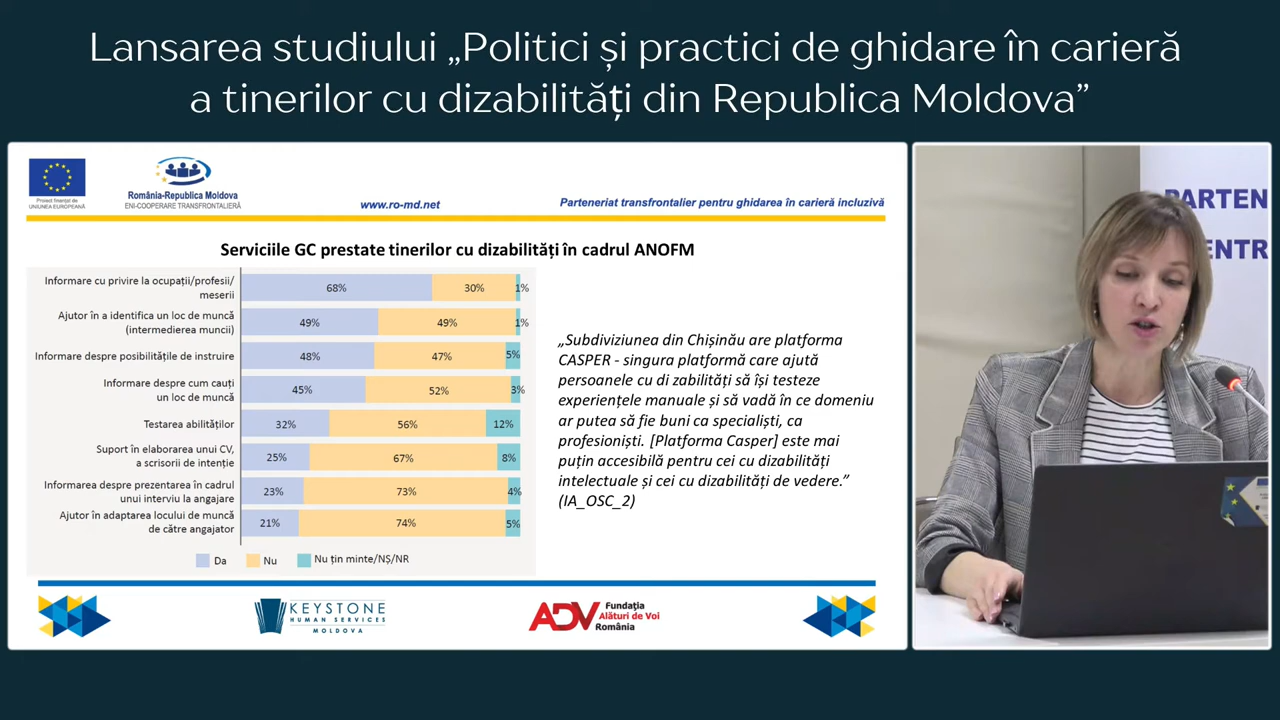 Lansarea studiului „Politici și practici de ghidare în carieră
a tinerilor cu dizabilități din Republica Moldova”
Proiect finanțat de
UNIUNEA EUROPEANĂ
România-Republica Moldova
ENI-COOPERARE TRANSFRONTALIERĂ
www.ro-md.net
Parteneriat transfrontalier pentru ghidarea în carieră incluzivă
Serviciile GC prestate tinerilor cu dizabilități în cadrul ANOFM
Informare cu privire la ocupații/profesii/
meserii
68% 30% 1%
Ajutor în a identifica un loc de muncă
(intermedierea muncii)
49% 49% 1%
Informare despre posibilitățile de instruire
48% 47% 5%
Informare despre cum cauți
un loc de muncă
45% 52% 3%
Testarea abilităților
32% 56% 12%
Suport în elaborarea unui CV,
a scrisorii de intenție
25% 67% 8%
Informarea despre prezentarea în cadrul
unui interviu la angajare
23% 73% 4%
Ajutor în adaptarea locului de muncă
de către angajator
21% 74% 5%
Da Nu Nu țin minte/NȘ/NR
„Subdiviziunea din Chișinău are platforma
CASPER - singura platformă care ajută
persoanele cu di zabilități să își testeze
experiențele manuale și să vadă în ce domeniu
ar putea să fie buni ca specialiști, ca
profesioniști. [Platforma Casper] este mai
puțin accesibilă pentru cei cu dizabilități
intelectuale și cei cu dizabilități de vedere.”
(IA_OSC_2)
KEYSTONE
HUMAN SERVICES
MOLDOVA
ADV
Fundația
Alături de Voi
România
PARTEN
ENTR